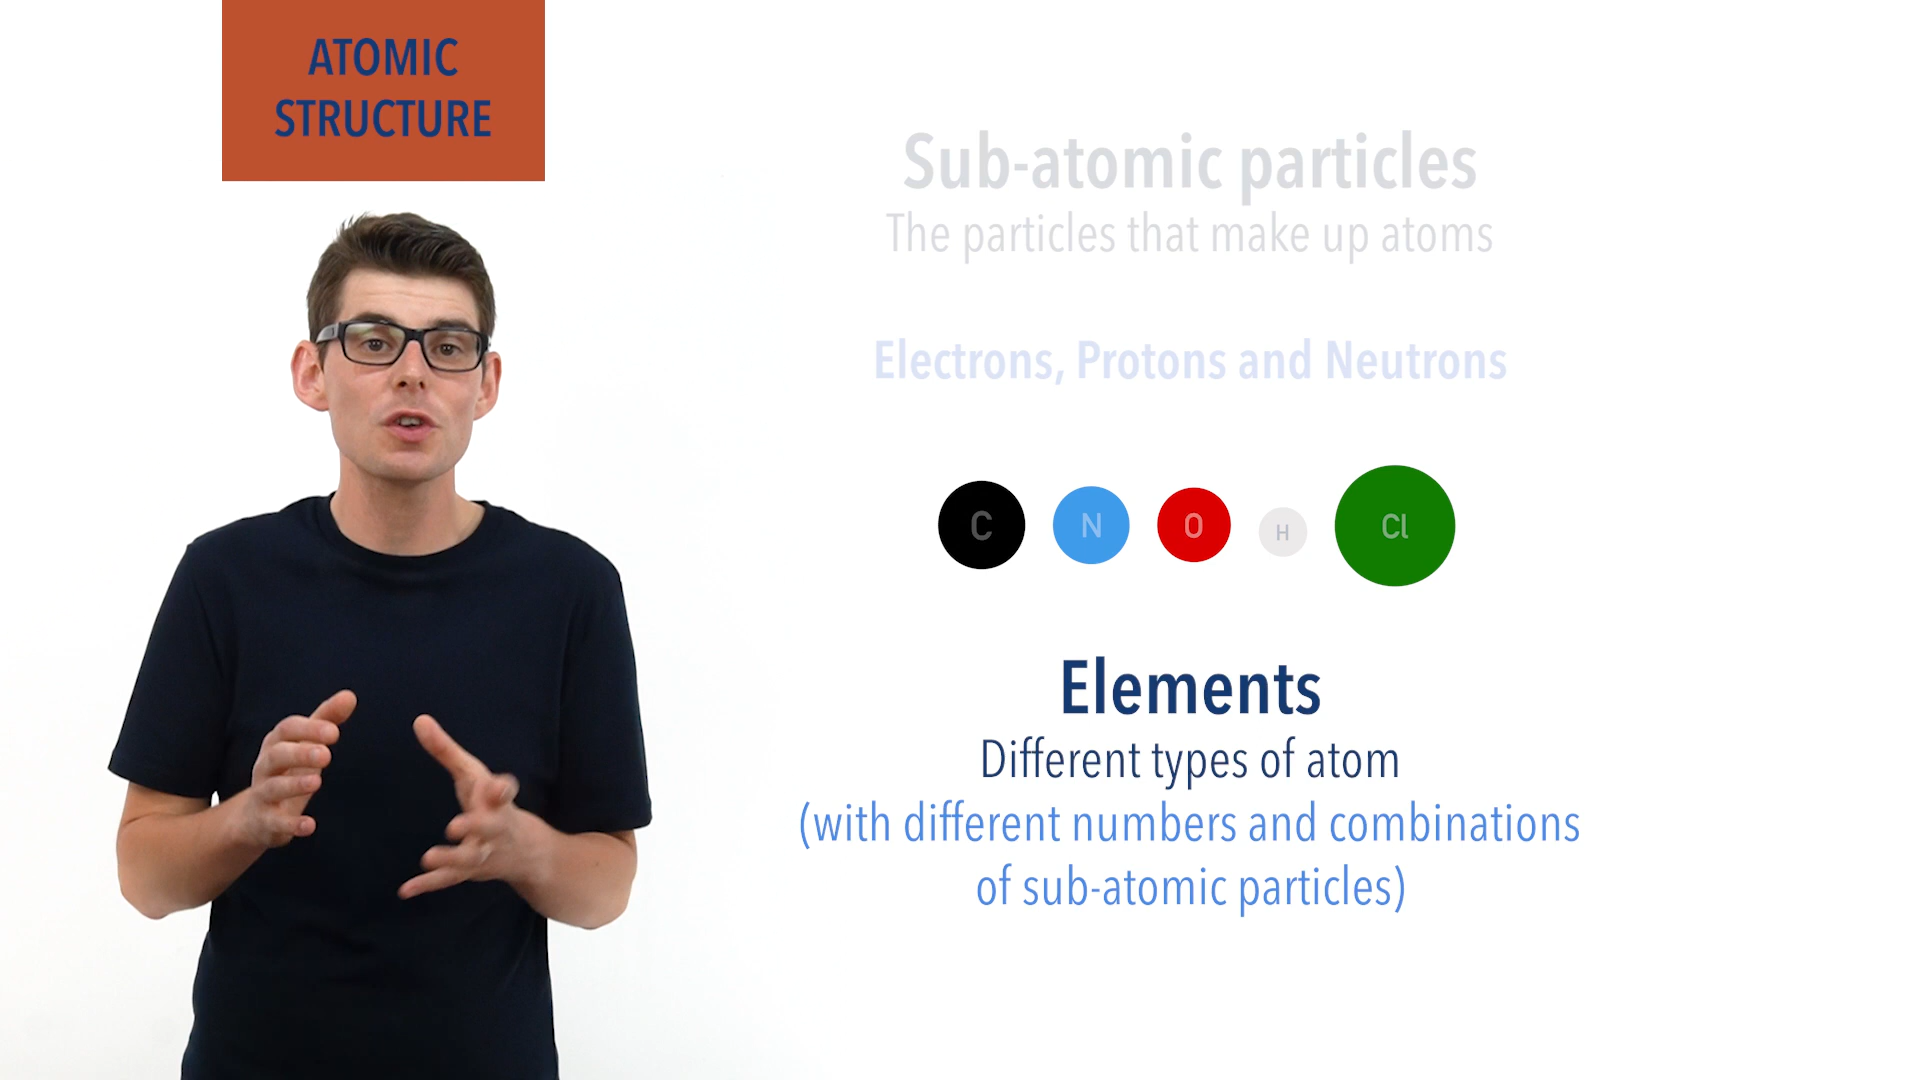 ATOMIC
STRUCTURE
Sub-atomic particles
The particles that make up atoms
Electrons, Protons and Neutrons
C N O H Cl
Elements
Different types of atom
(with different numbers and combinations
of sub-atomic particles)